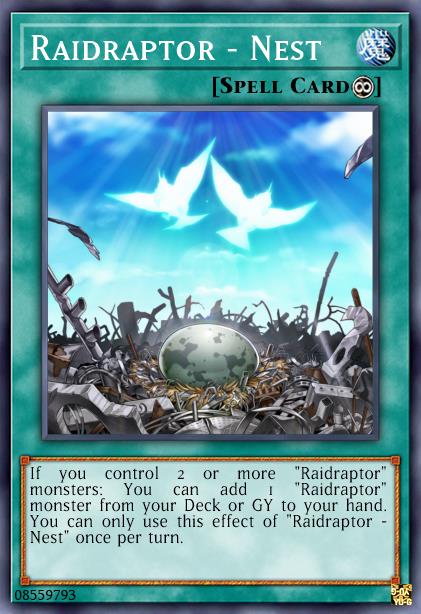 Raidraptor - Nest
[Spell Card]
If you control 2 or more "Raidraptor"
monsters: You can add 1 "Raidraptor"
monster from your Deck or GY to your hand.
You can only use this effect of "Raidraptor -
Nest" once per turn.
08559793